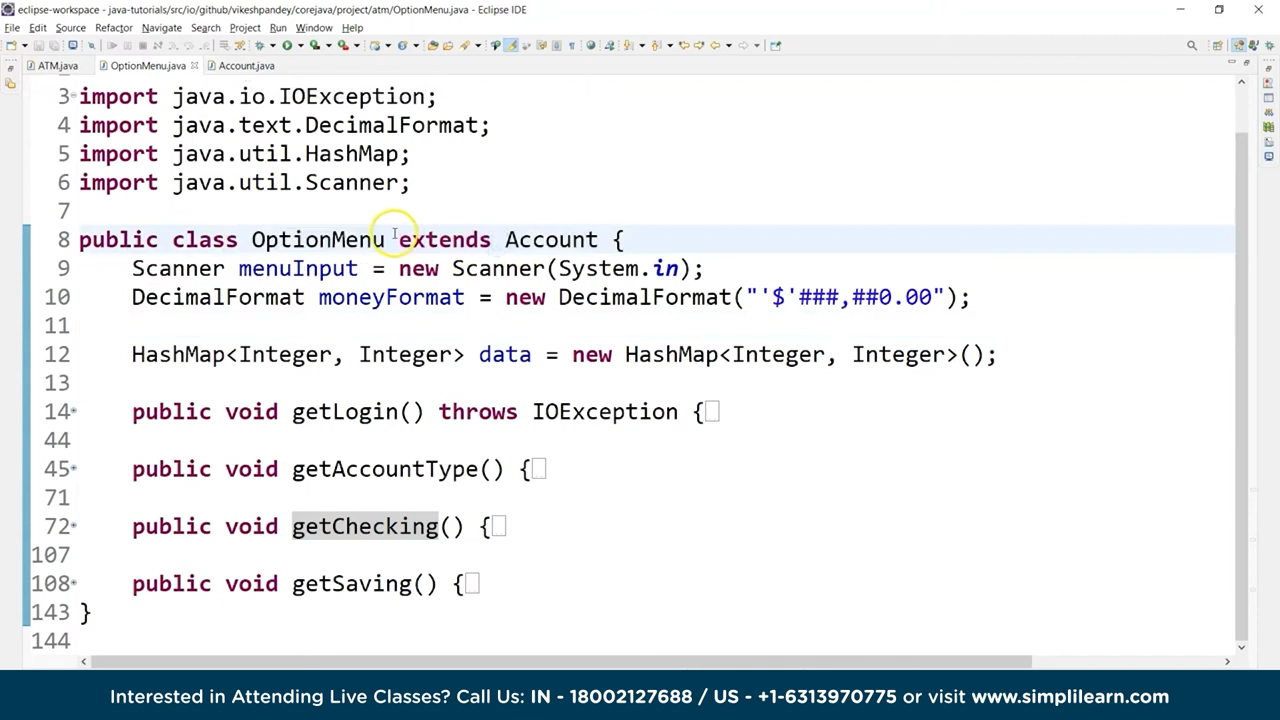 eclipse-workspace - java-tutorials/src/io/github/vikeshpandey/corejava/project/atm/OptionMenu.java - Eclipse IDE
File Edit Source Refactor Navigate Search Project Run Window Help
ATM.java OptionMenu.java Account.java
3 import java.io.IOException;
4 import java.text.DecimalFormat;
5 import java.util.HashMap;
6 import java.util.Scanner;
7
8 public class OptionMenu extends Account {
9 Scanner menuInput = new Scanner(System.in);
10 DecimalFormat moneyFormat = new DecimalFormat("'$'###,##0.00");
11
12 HashMap<Integer, Integer> data = new HashMap<Integer, Integer>();
13
14 public void getLogin() throws IOException {
44
45 public void getAccountType() {
71
72 public void getChecking() {
107
108 public void getSaving() {
143 }
144
Interested in Attending Live Classes? Call Us: IN - 18002127688 / US - +1-6313970775 or visit www.simplilearn.com